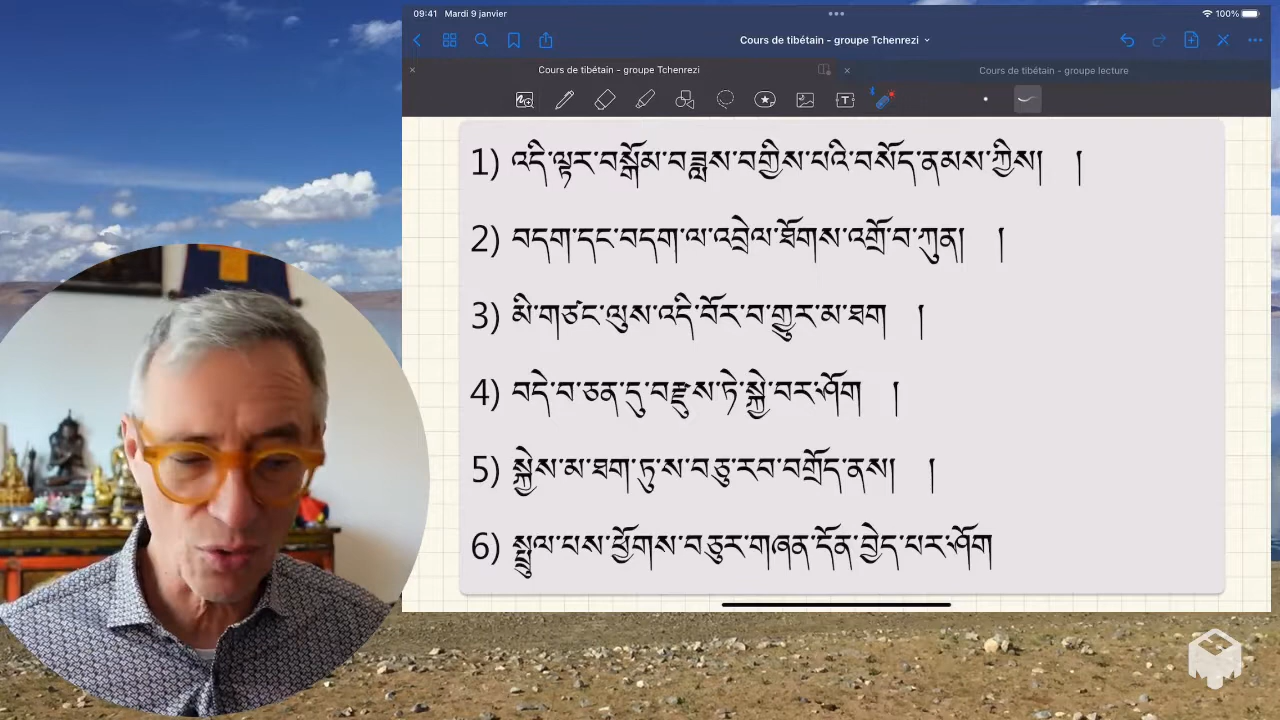 09:41 Mardi 9 janvier
100%
Cours de tibétain - groupe Tchenrezi
Cours de tibétain - groupe Tchenrezi
Cours de tibétain - groupe lecture
1) འདི་ལྟར་བསྒོམ་བཟླས་བགྱིས་པའི་བསོད་ནམས་ཀྱིས། །
2) བདག་དང་བདག་ལ་འབྲེལ་ཐོགས་འགྲོ་བ་ཀུན། །
3) མི་གཙང་ལུས་འདི་བོར་བ་གྱུར་མ་ཐག །
4) བདེ་བ་ཅན་དུ་བརྫུས་ཏེ་སྐྱེ་བར་ཤོག །
5) སྐྱེས་མ་ཐག་ཏུ་ས་བཅུ་རབ་བགྲོད་ནས། །
6) སྤྲུལ་པས་ཕྱོགས་བཅུར་གཞན་དོན་བྱེད་པར་ཤོག